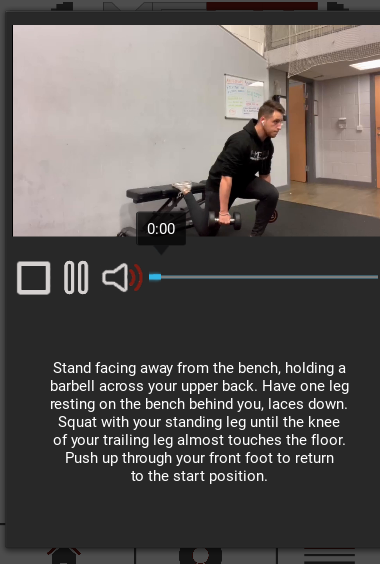 0:00
Stand facing away from the bench, holding a
barbell across your upper back. Have one leg
resting on the bench behind you, laces down.
Squat with your standing leg until the knee
of your trailing leg almost touches the floor.
Push up through your front foot to return
to the start position.